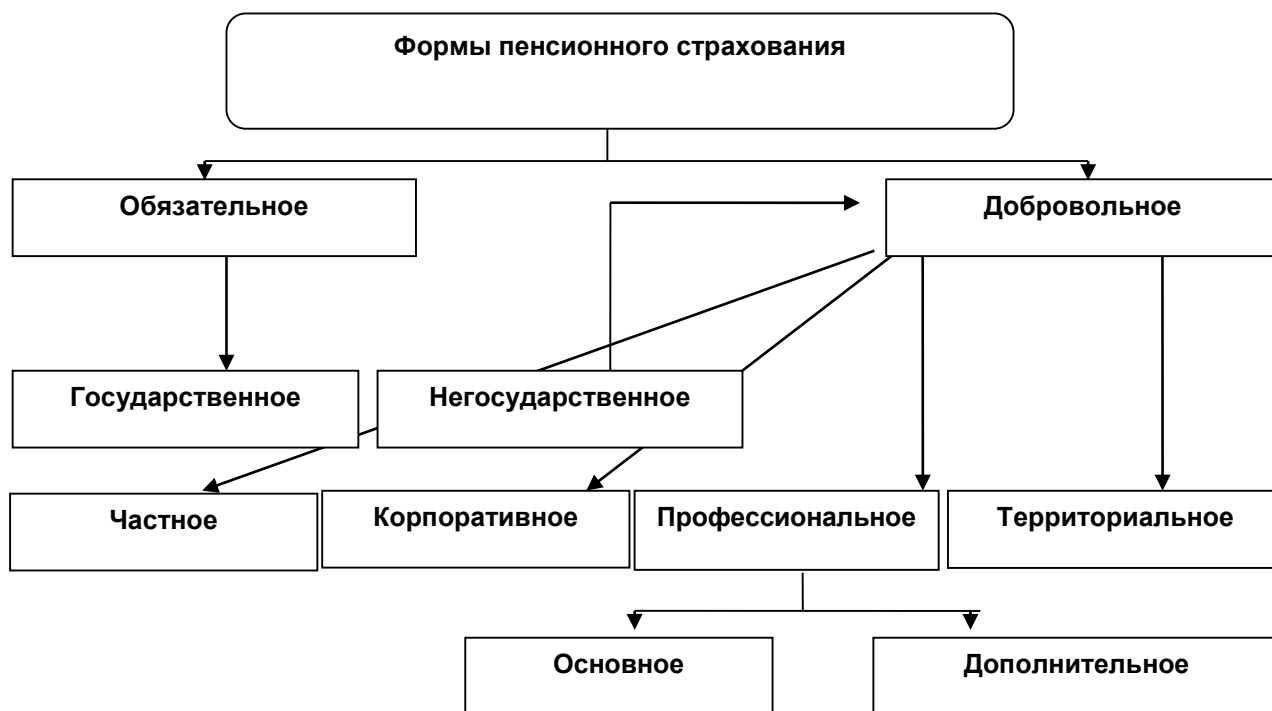 Формы пенсионного страхования
Обязательное
Добровольное
Государственное
Негосударственное
Частное
Корпоративное
Профессиональное
Территориальное
Основное
Дополнительное